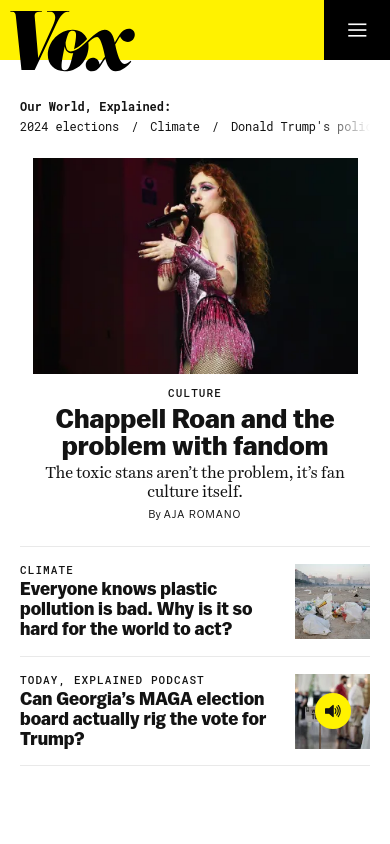 Vox
Our World, Explained:
2024 elections / Climate / Donald Trump's poli
CULTURE
Chappell Roan and the
problem with fandom
The toxic stans aren't the problem, it's fan
culture itself.
By AJA ROMANO
CLIMATE
Everyone knows plastic
pollution is bad. Why is it so
hard for the world to act?
TODAY, EXPLAINED PODCAST
Can Georgia's MAGA election
board actually rig the vote for
Trump?